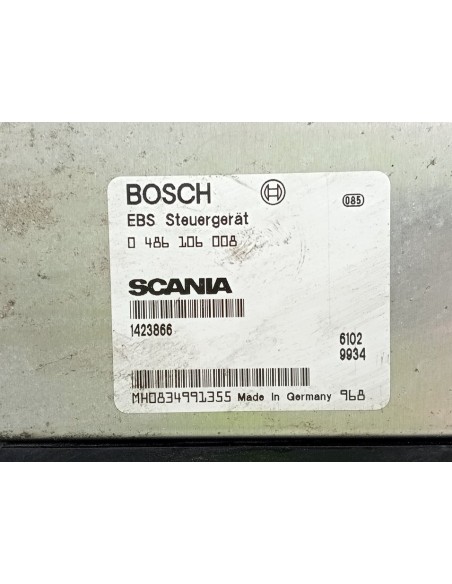 BOSCH
085
EBS Steuergerät
0 486 106 008
SCANIA
1423866
6102
9934
MH0834991355 Made in Germany 968